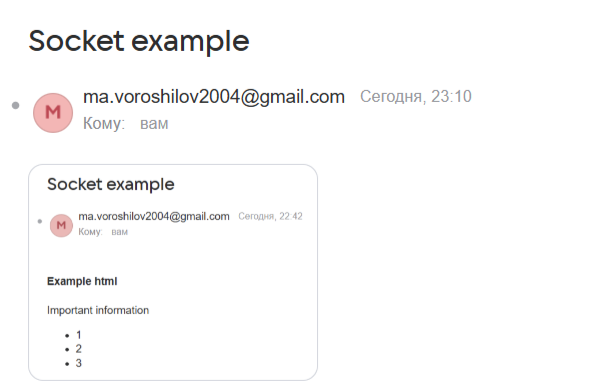 Socket example
M
ma.voroshilov2004@gmail.com Сегодня, 23:10
Кому: вам
Socket example
M
ma.voroshilov2004@gmail.com Сегодня, 22:42
Кому: вам
Example html
Important information
• 1
• 2
• 3